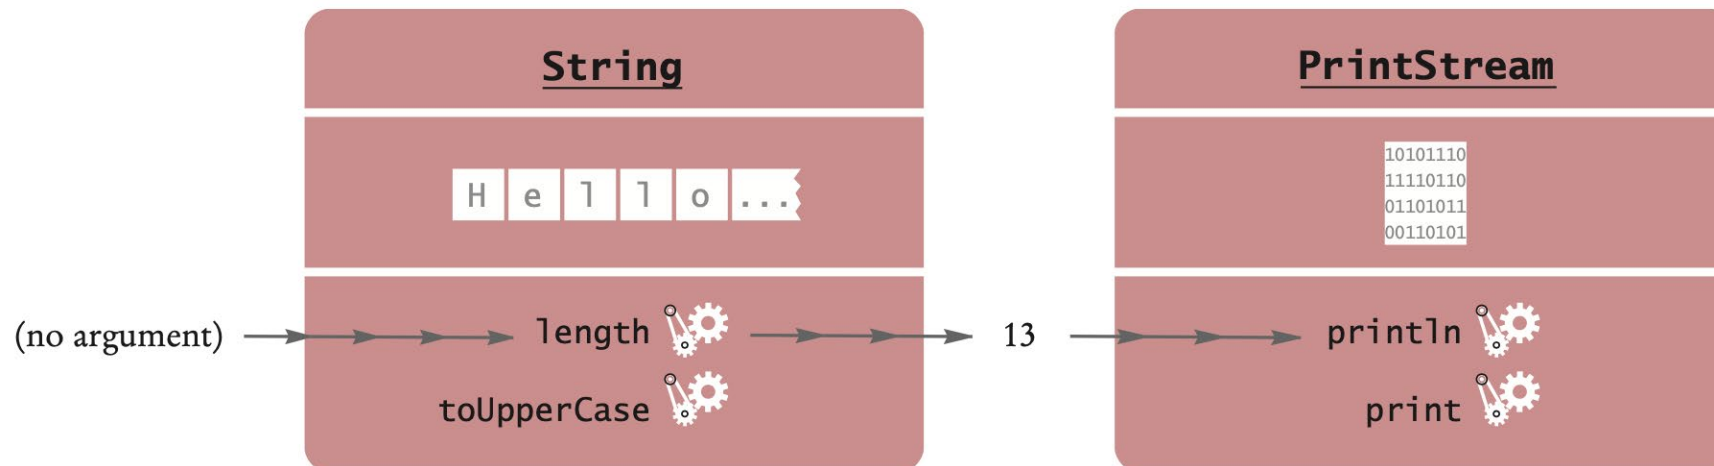 String
H e l l o ...
(no argument) length 13
toUpperCase
PrintStream
10101110
11110110
01101011
00110101
println
print